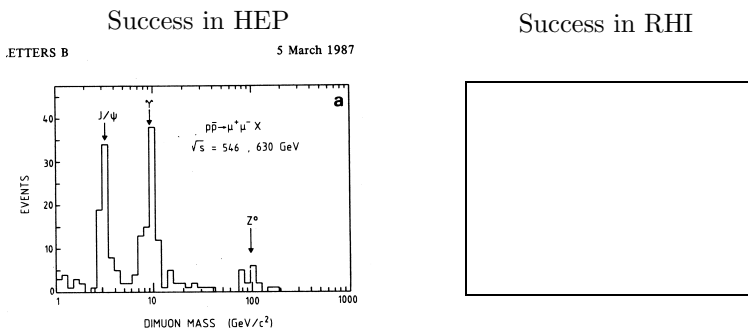 Success in HEP
Success in RHI
.ETTERS B 5 March 1987
a
J/ψ
ϒ
pp̄→μ⁺μ⁻ X
√s = 546 , 630 GeV
Z⁰
EVENTS
40
30
20
10
0
1 10 100 1000
DIMUON MASS (GeV/c²)